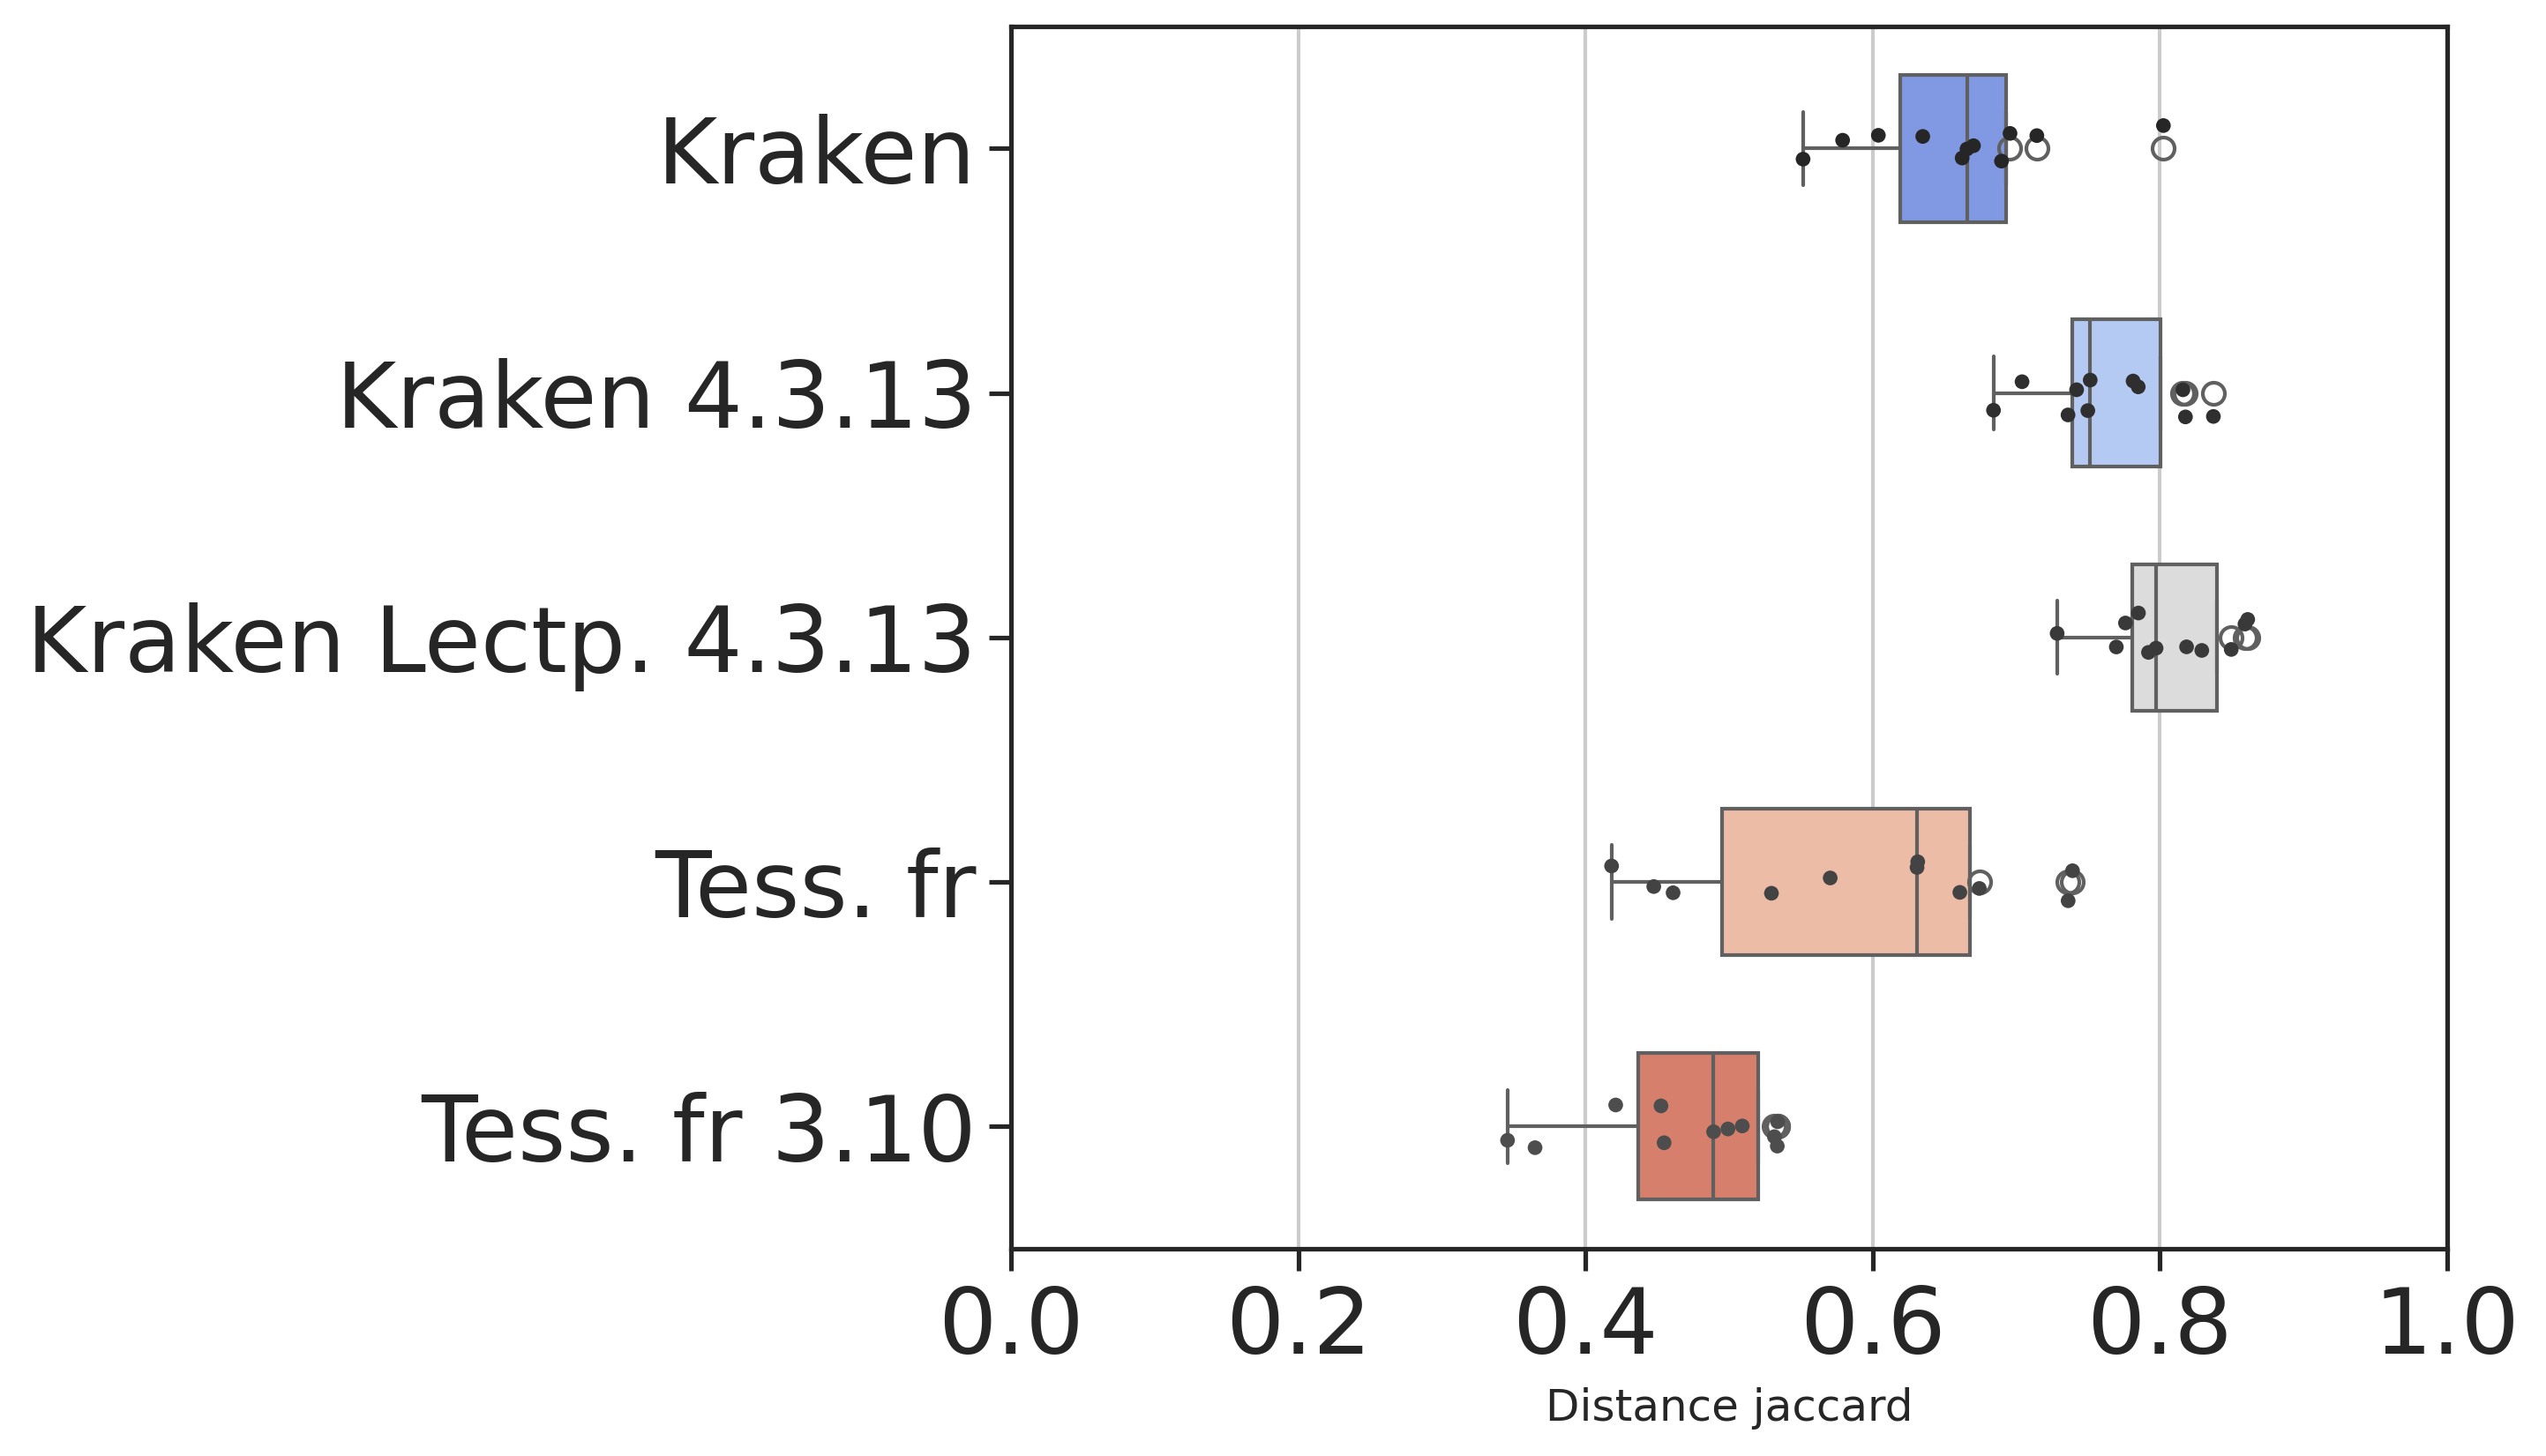 Kraken
Kraken 4.3.13
Kraken Lectp. 4.3.13
Tess. fr
Tess. fr 3.10
0.0 0.2 0.4 0.6 0.8 1.0
Distance jaccard